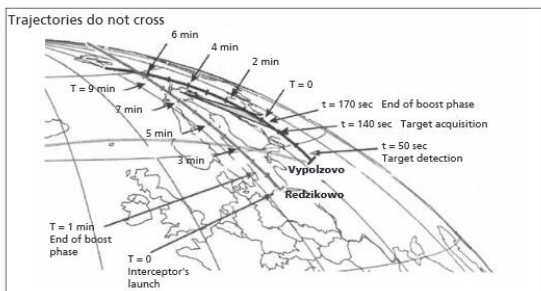 Trajectories do not cross
6 min
4 min
2 min
T = 9 min
T = 0
7 min
t = 170 sec End of boost phase
t = 140 sec Target acquisition
5 min
t = 50 sec
Target detection
3 min
Vypolzovo
Redzikowo
T = 1 min
End of boost
phase
T = 0
Interceptor's
launch